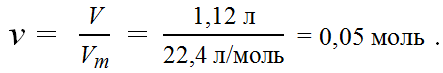 ν = V / Vm = 1,12 л / 22,4 л/моль = 0,05 моль .